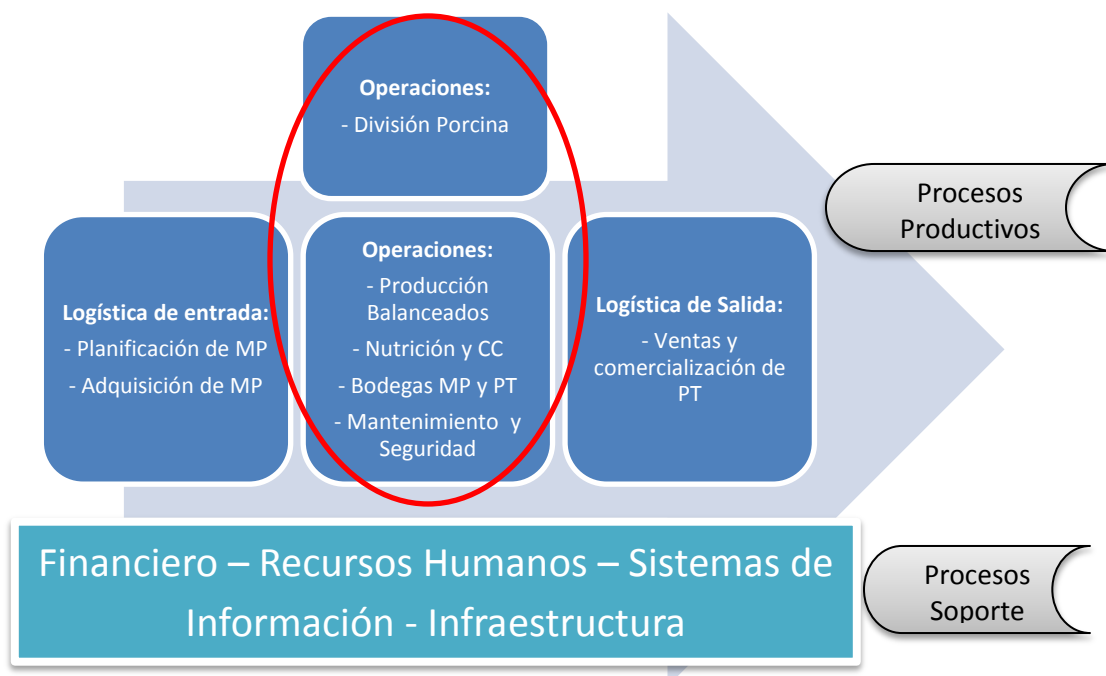 Operaciones:
- División Porcina
Procesos
Productivos
Logística de entrada:
- Planificación de MP
- Adquisición de MP
Operaciones:
- Producción
Balanceados
- Nutrición y CC
- Bodegas MP y PT
- Mantenimiento y
Seguridad
Logística de Salida:
- Ventas y
comercialización de
PT
Financiero – Recursos Humanos – Sistemas de
Información - Infraestructura
Procesos
Soporte